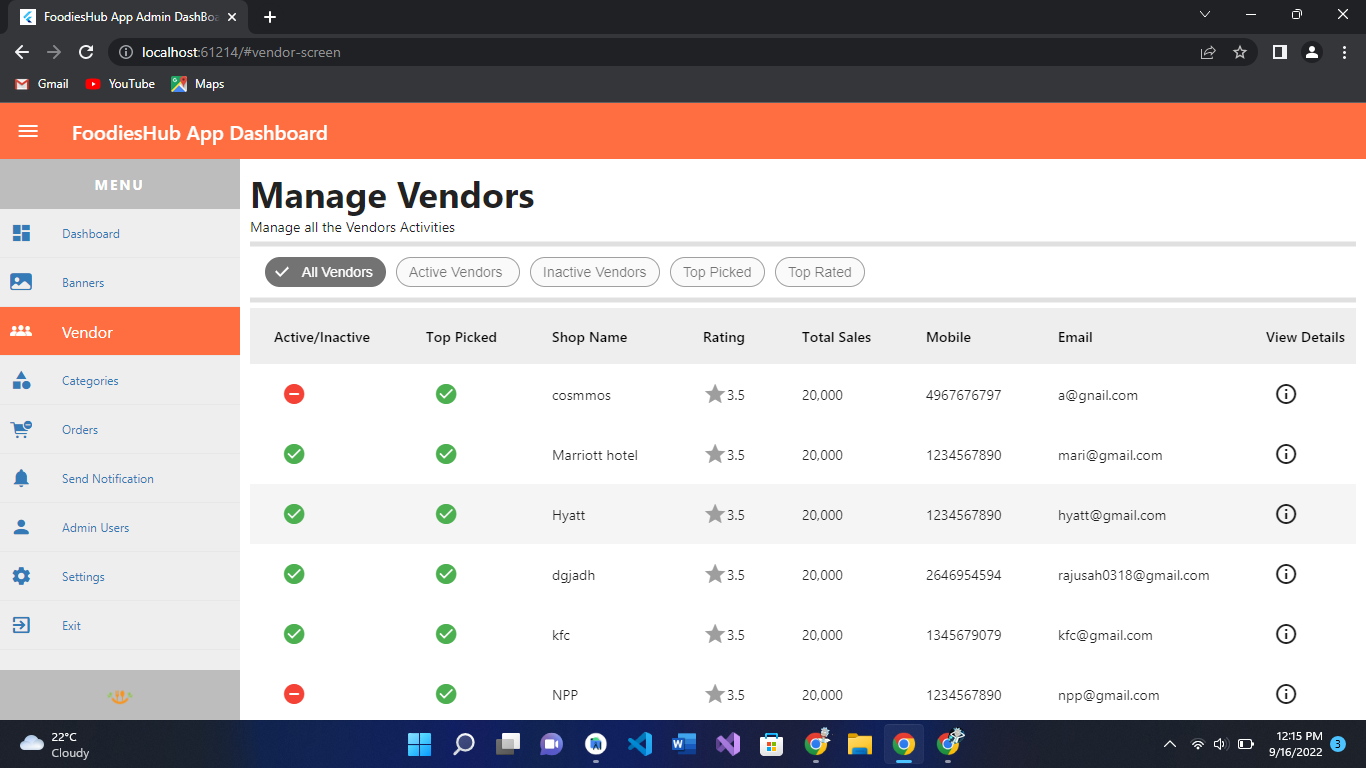 FoodiesHub App Admin DashBo
localhost:61214/#vendor-screen
Gmail YouTube Maps
FoodiesHub App Dashboard
MENU
Dashboard
Banners
Vendor
Categories
Orders
Send Notification
Admin Users
Settings
Exit
Manage Vendors
Manage all the Vendors Activities
All Vendors Active Vendors Inactive Vendors Top Picked Top Rated
Active/Inactive Top Picked Shop Name Rating Total Sales Mobile Email View Details
cosmmos 3.5 20,000 4967676797 a@gnail.com
Marriott hotel 3.5 20,000 1234567890 mari@gmail.com
Hyatt 3.5 20,000 1234567890 hyatt@gmail.com
dgjadh 3.5 20,000 2646954594 rajusah0318@gmail.com
kfc 3.5 20,000 1345679079 kfc@gmail.com
NPP 3.5 20,000 1234567890 npp@gmail.com
22°C
Cloudy
12:15 PM
9/16/2022
3